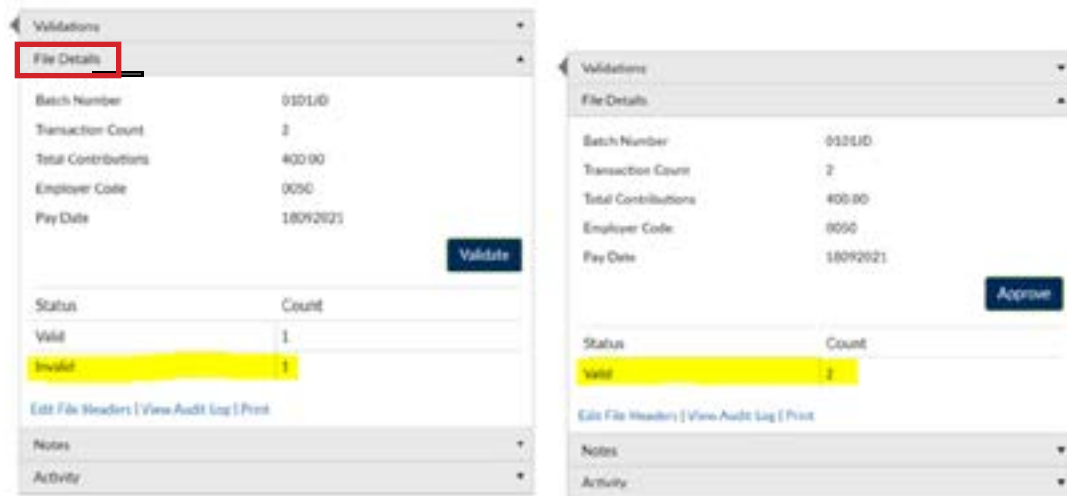 Validations
File Details
Batch Number 0101JD
Transaction Count 2
Total Contributions 400.00
Employer Code 0050
Pay Date 18092021
Validate
Status Count
Valid 1
Invalid 1
Edit File Headers | View Audit Log | Print
Notes
Activity
Validations
File Details
Batch Number 0101JD
Transaction Count 2
Total Contributions 400.00
Employer Code 0050
Pay Date 18092021
Approve
Status Count
Valid 2
Edit File Headers | View Audit Log | Print
Notes
Activity